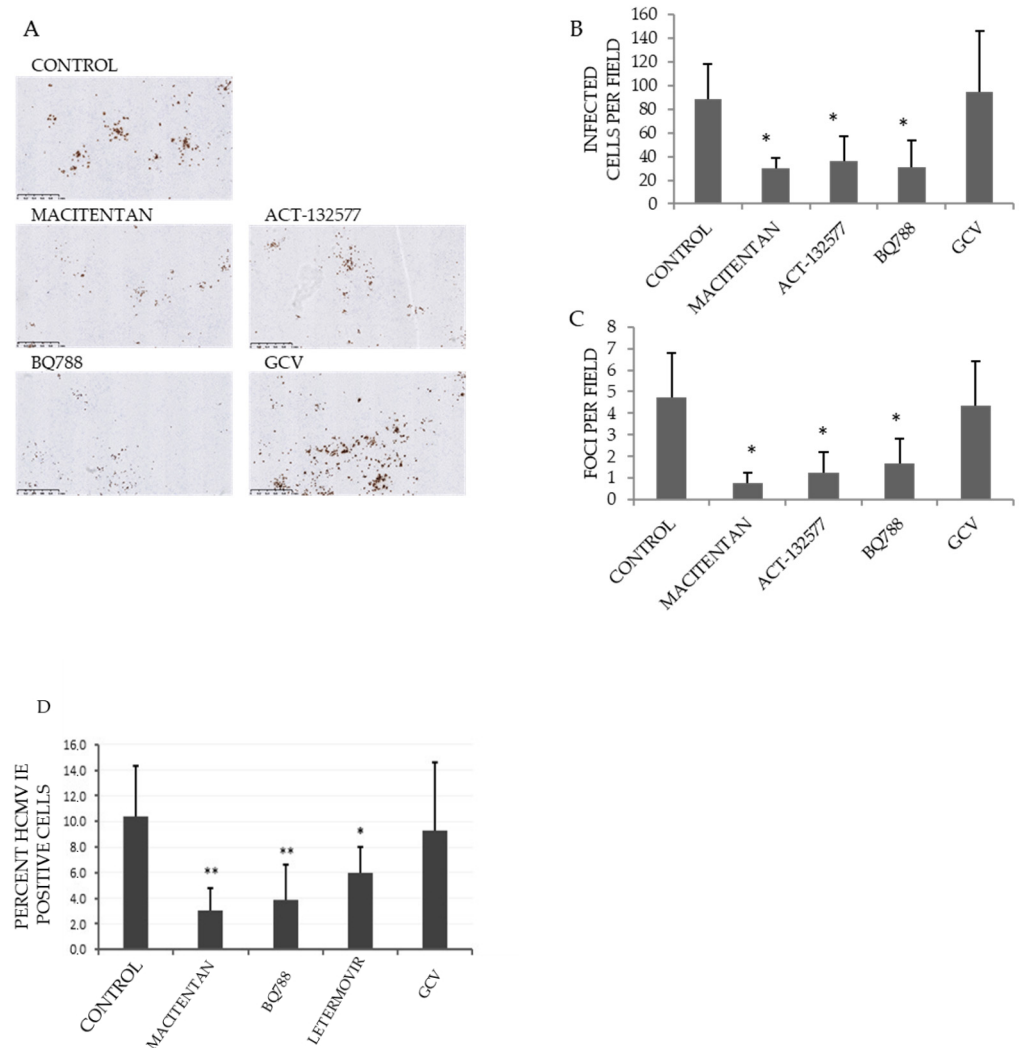 A
CONTROL
MACITENTAN
ACT-132577
BQ788
GCV
B
INFECTED
CELLS PER FIELD
160
140
120
100
80
60
40
20
0
*
*
*
CONTROL
MACITENTAN
ACT-132577
BQ788
GCV
C
FOCI PER FIELD
8
7
6
5
4
3
2
1
0
*
*
*
CONTROL
MACITENTAN
ACT-132577
BQ788
GCV
D
PERCENT HCMV IE
POSITIVE CELLS
16.0
14.0
12.0
10.0
8.0
6.0
4.0
2.0
0.0
**
**
*
CONTROL
MACITENTAN
BQ788
LETERMOVIR
GCV